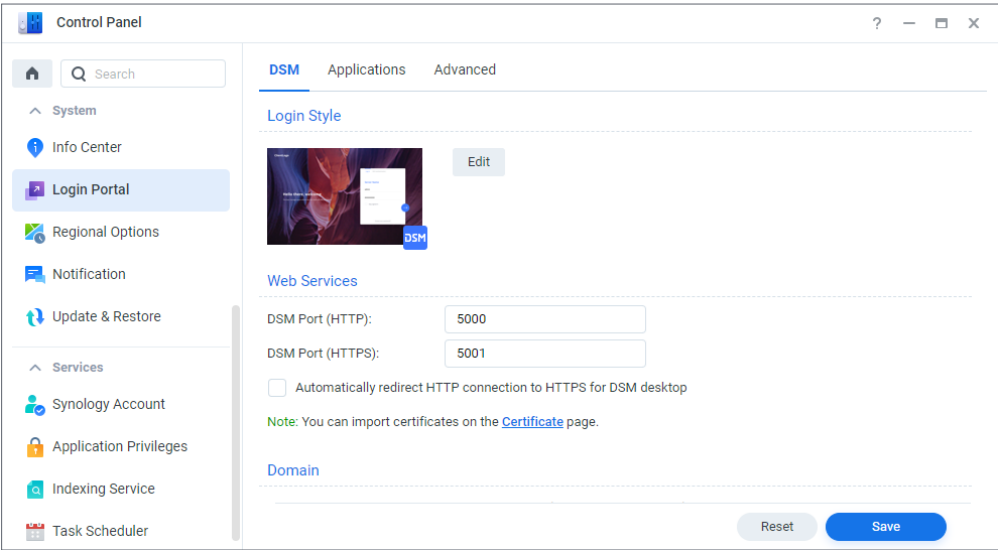 Control Panel
?
Search
System
Info Center
Login Portal
Regional Options
Notification
Update & Restore
Services
Synology Account
Application Privileges
Indexing Service
Task Scheduler
DSM Applications Advanced
Login Style
DSM
Edit
Web Services
DSM Port (HTTP): 5000
DSM Port (HTTPS): 5001
Automatically redirect HTTP connection to HTTPS for DSM desktop
Note: You can import certificates on the Certificate page.
Domain
Reset Save